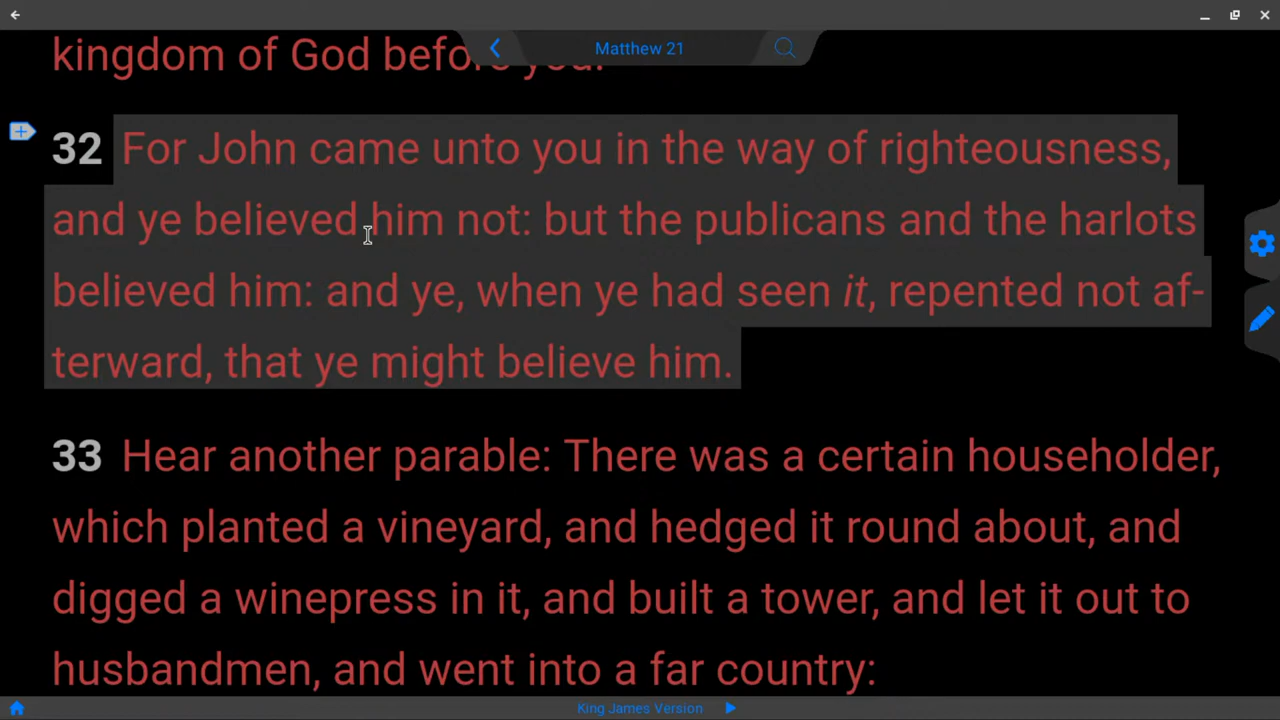 Matthew 21
kingdom of God before you.
32 For John came unto you in the way of righteousness,
and ye believed him not: but the publicans and the harlots
believed him: and ye, when ye had seen it, repented not af-
terward, that ye might believe him.
33 Hear another parable: There was a certain householder,
which planted a vineyard, and hedged it round about, and
digged a winepress in it, and built a tower, and let it out to
husbandmen, and went into a far country:
King James Version